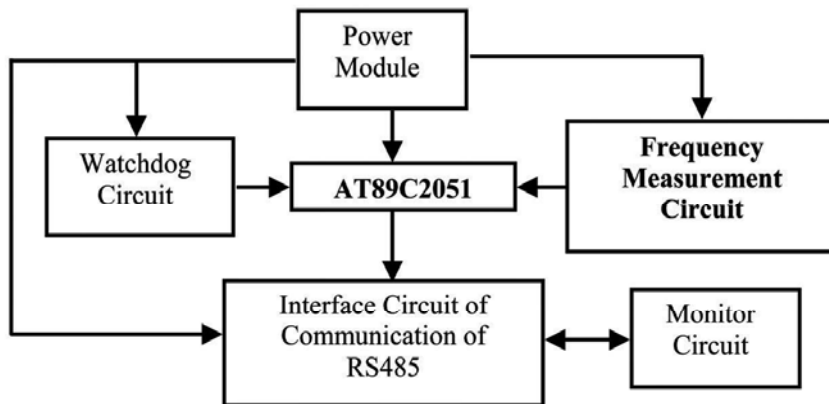 Power
Module
Watchdog
Circuit
AT89C2051
Frequency
Measurement
Circuit
Interface Circuit of
Communication of
RS485
Monitor
Circuit